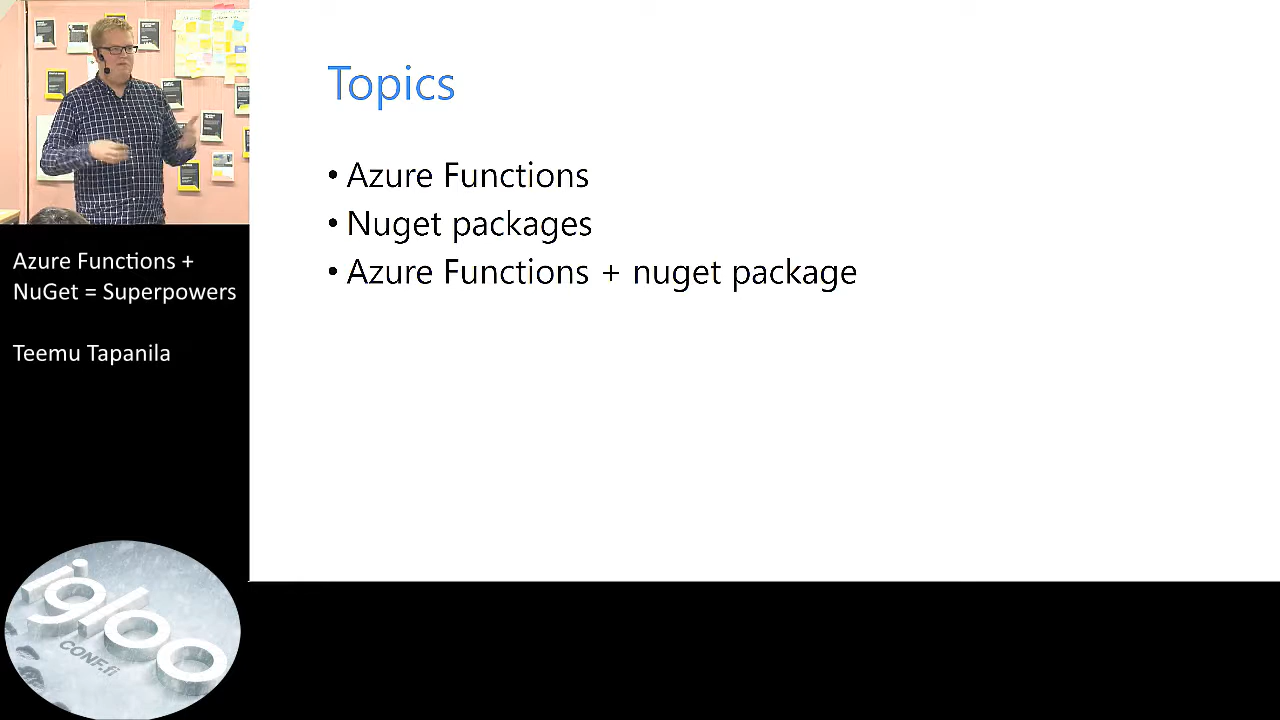 Topics
• Azure Functions
• Nuget packages
• Azure Functions + nuget package
Azure Functions +
NuGet = Superpowers
Teemu Tapanila
igloo
CONF.fi